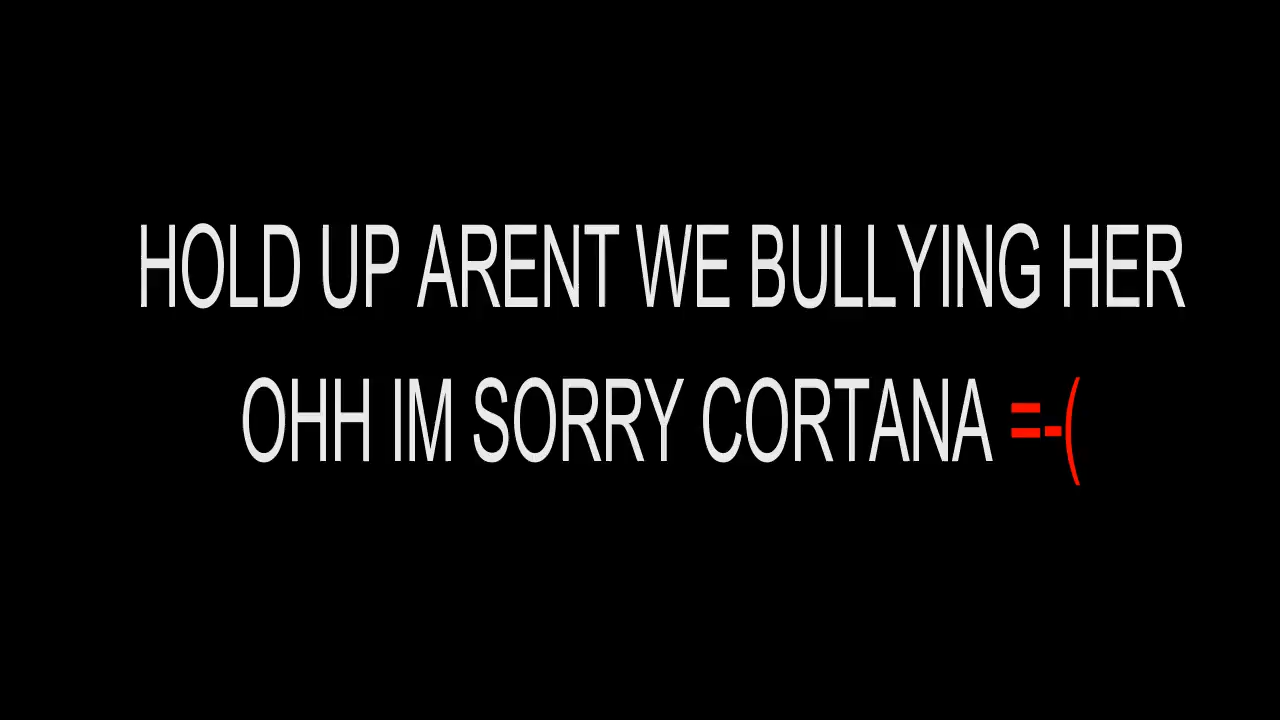 HOLD UP ARENT WE BULLYING HER
OHH IM SORRY CORTANA =-(